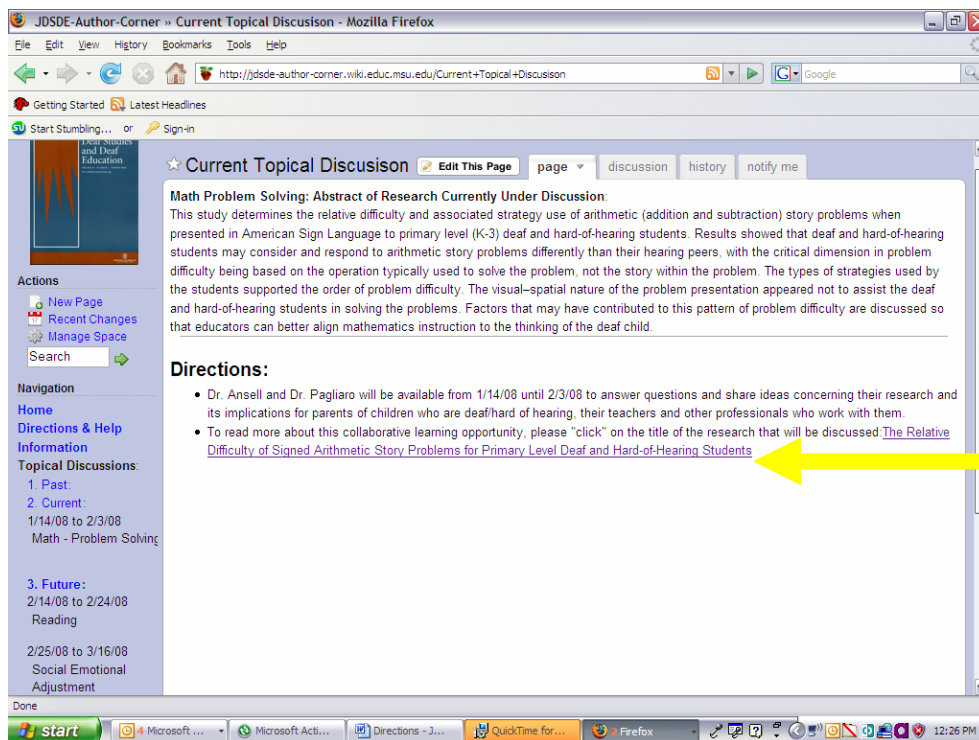 JDSDE-Author-Corner » Current Topical Discusison - Mozilla Firefox
File Edit View History Bookmarks Tools Help
http://jdsde-author-corner.wiki.educ.msu.edu/Current+Topical+Discusison
G Google
Getting Started Latest Headlines
Start Stumbling... or Sign-in
Deaf Studies
and Deaf
Education
Current Topical Discusison Edit This Page page discussion history notify me
Math Problem Solving: Abstract of Research Currently Under Discussion:
This study determines the relative difficulty and associated strategy use of arithmetic (addition and subtraction) story problems when
presented in American Sign Language to primary level (K-3) deaf and hard-of-hearing students. Results showed that deaf and hard-of-hearing
students may consider and respond to arithmetic story problems differently than their hearing peers, with the critical dimension in problem
difficulty being based on the operation typically used to solve the problem, not the story within the problem. The types of strategies used by
the students supported the order of problem difficulty. The visual–spatial nature of the problem presentation appeared not to assist the deaf
and hard-of-hearing students in solving the problems. Factors that may have contributed to this pattern of problem difficulty are discussed so
that educators can better align mathematics instruction to the thinking of the deaf child.
Directions:
• Dr. Ansell and Dr. Pagliaro will be available from 1/14/08 until 2/3/08 to answer questions and share ideas concerning their research and
its implications for parents of children who are deaf/hard of hearing, their teachers and other professionals who work with them.
• To read more about this collaborative learning opportunity, please "click" on the title of the research that will be discussed:The Relative
Difficulty of Signed Arithmetic Story Problems for Primary Level Deaf and Hard-of-Hearing Students
Actions
New Page
Recent Changes
Manage Space
Search
Navigation
Home
Directions & Help
Information
Topical Discussions:
1. Past:
2. Current:
1/14/08 to 2/3/08
Math - Problem Solving
3. Future:
2/14/08 to 2/24/08
Reading
2/25/08 to 3/16/08
Social Emotional
Adjustment
Done
start 4 Microsoft ... Microsoft Acti... Directions - J... QuickTime for... 2 Firefox 12:26 PM